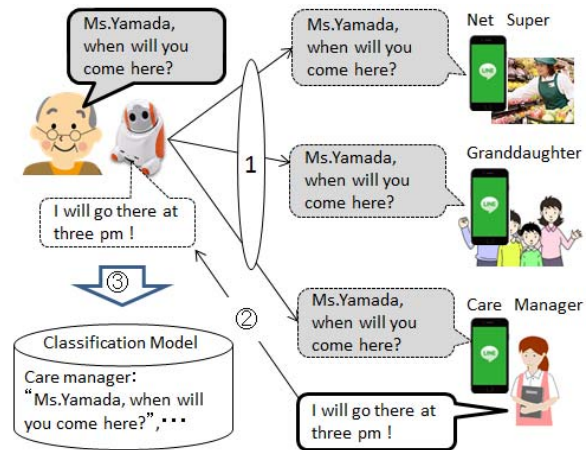 Ms.Yamada,
when will you
come here?
Ms.Yamada,
when will you
come here?
Net Super
LINE
1
Ms.Yamada,
when will you
come here?
Granddaughter
LINE
I will go there at
three pm !
③
②
Ms.Yamada,
when will you
come here?
Care Manager
LINE
Classification Model
Care manager:
“Ms.Yamada, when will
you come here?”,・・・
I will go there at
three pm !